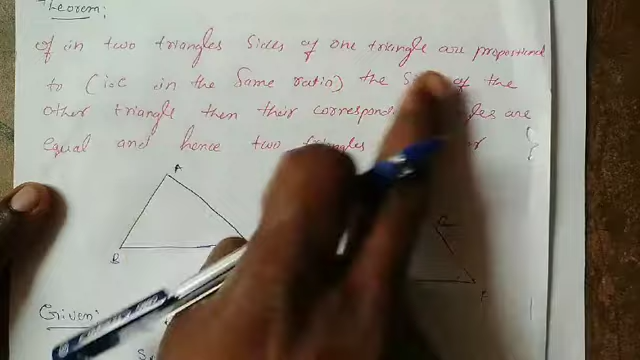 Theorem:
If in two triangles sides of one triangle are proportional
to (i.e in the same ratio) the of the
other triangle then their are
equal and hence two
A
B
Given: